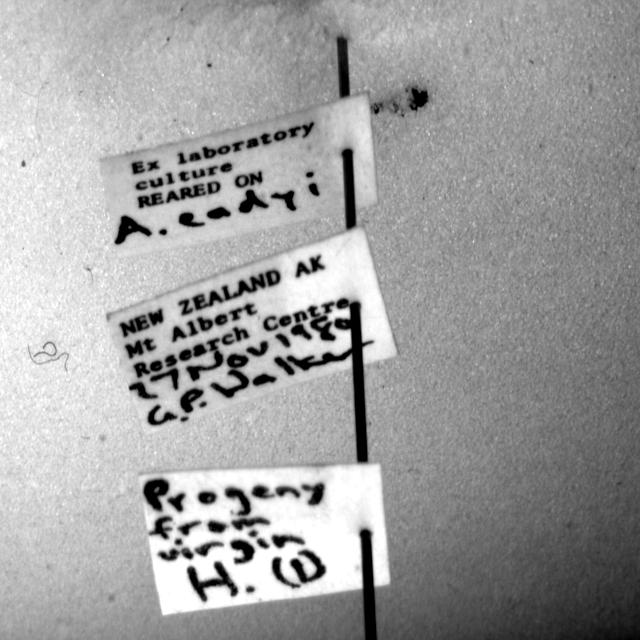 Ex laboratory
culture
REARED ON
A. eadyi
NEW ZEALAND AK
Mt Albert
Research Centre
27 Nov 1980
G.P. Walker
Progeny
from
virgin
H. (1)